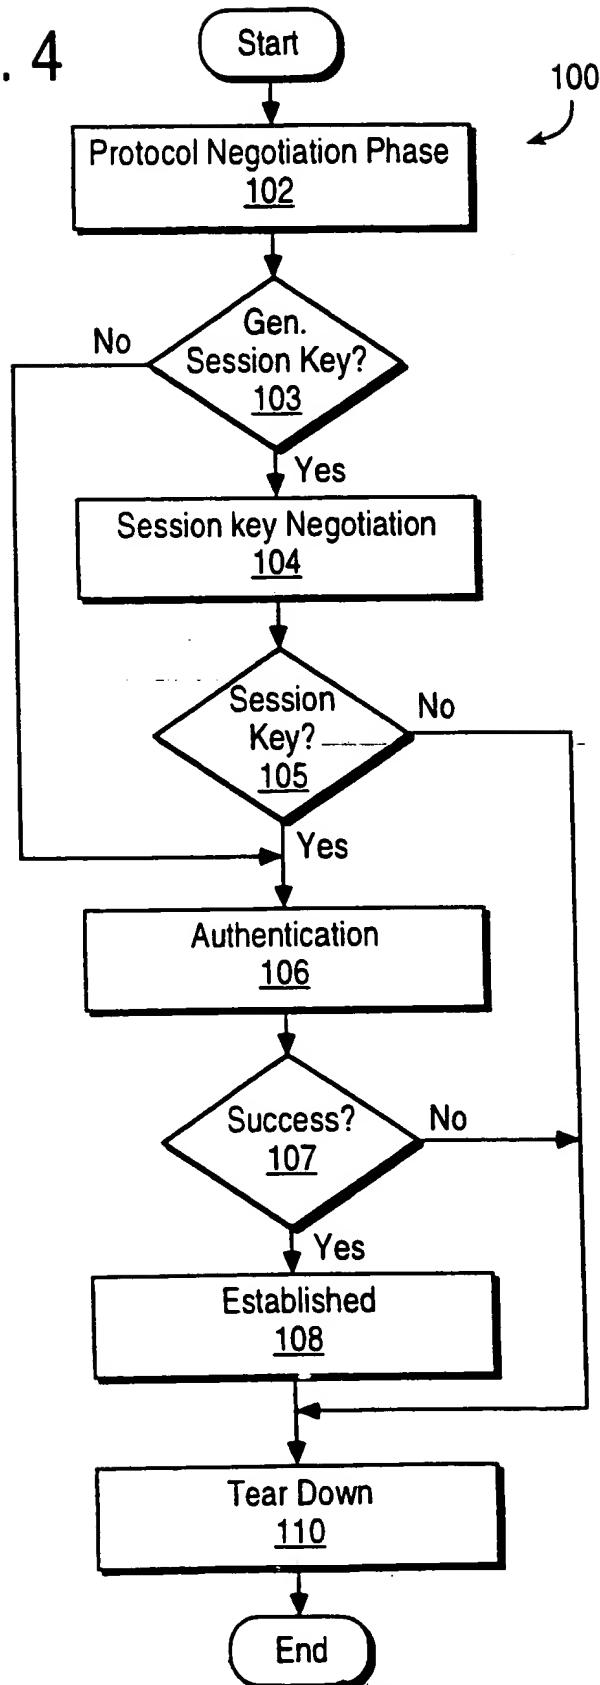 . 4
Start
100
Protocol Negotiation Phase
102
No
Gen.
Session Key?
103
Yes
Session key Negotiation
104
Session
Key?
105
No
Yes
Authentication
106
Success?
107
No
Yes
Established
108
Tear Down
110
End